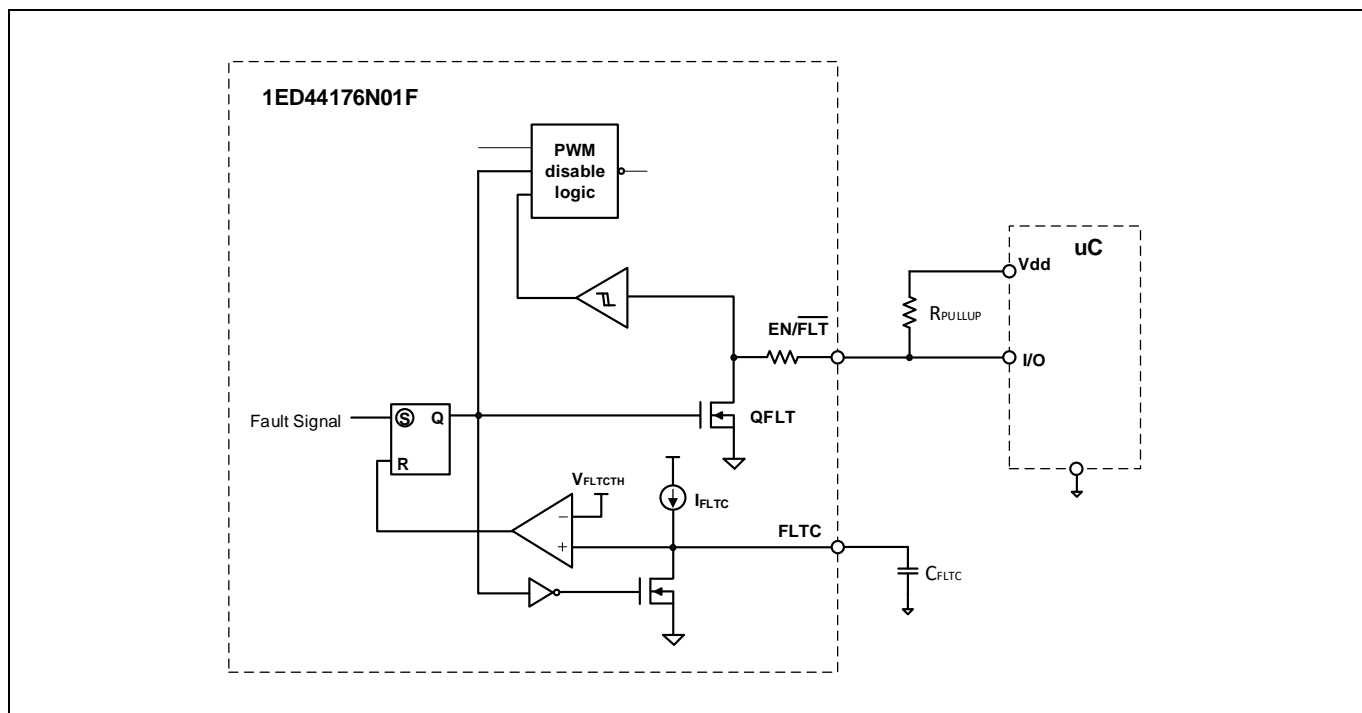 1ED44176N01F
PWM
disable
logic
uC
Vdd
RPULLUP
EN/FLT
I/O
Fault Signal
S
Q
QFLT
R
VFLTCTH
IFLTC
−
+
FLTC
CFLTC